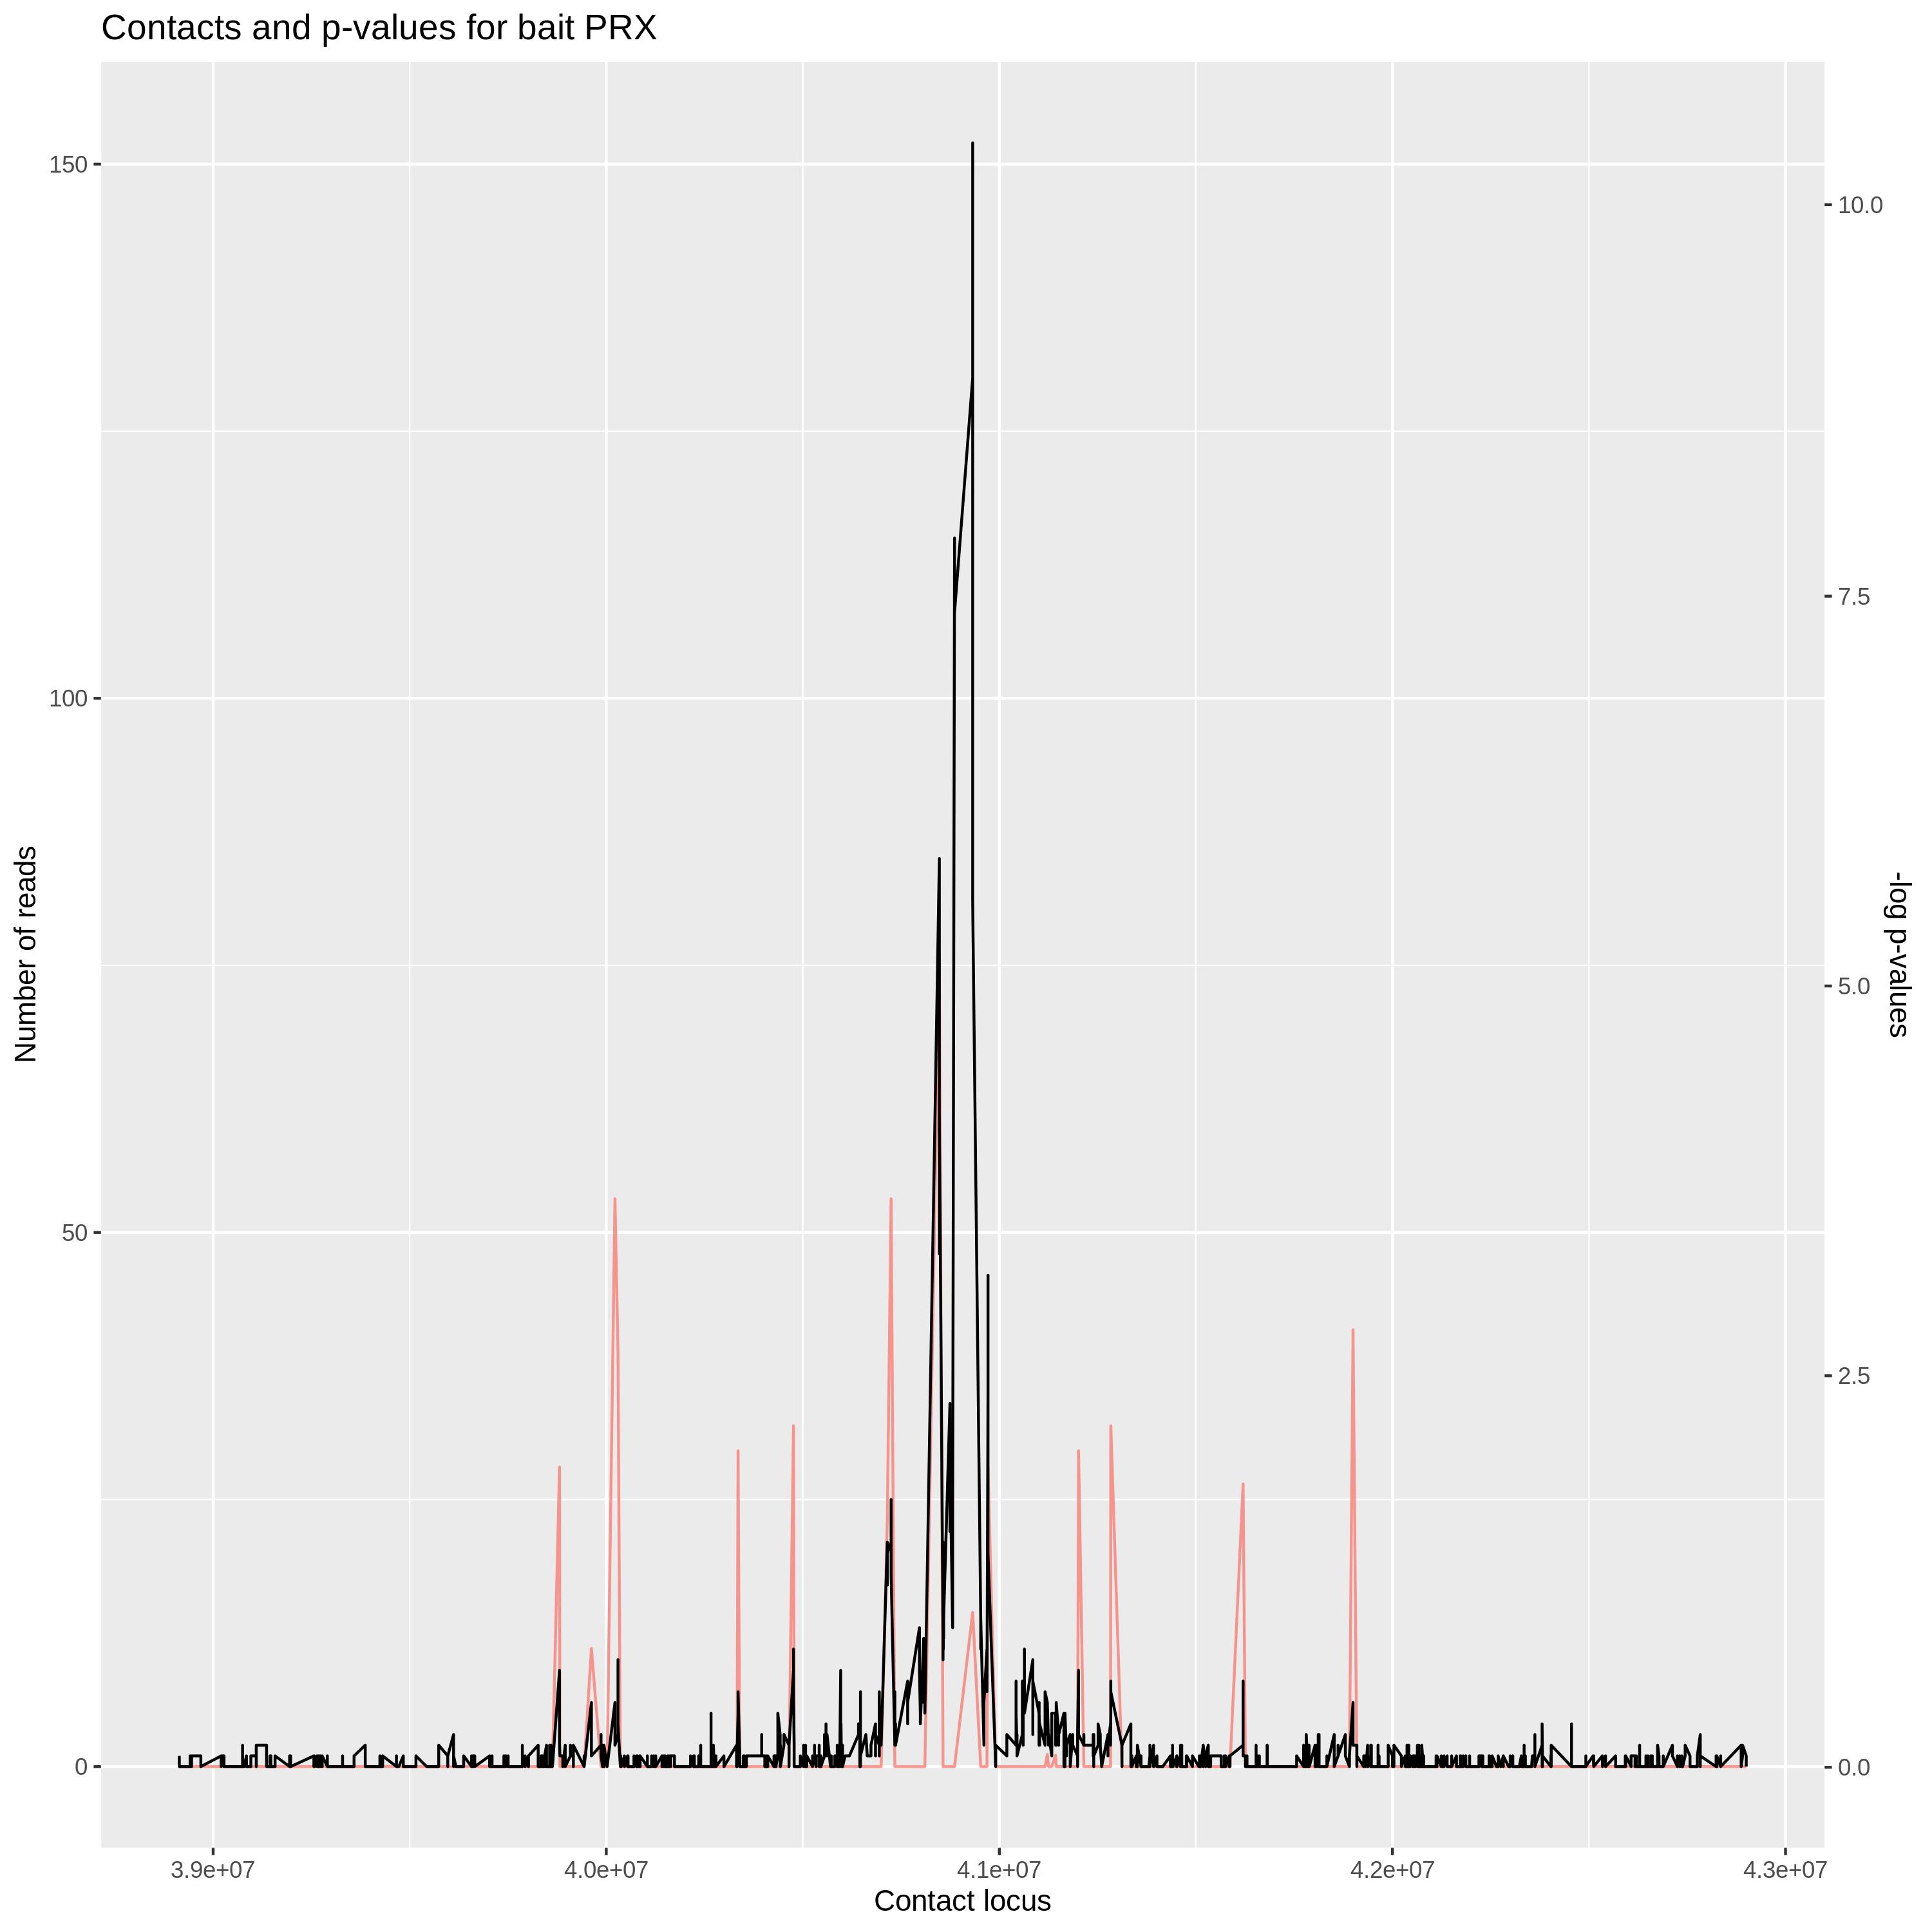 Contacts and p-values for bait PRX
150
100
50
0
Number of reads
10.0
7.5
5.0
2.5
0.0
-log p-values
3.9e+07
4.0e+07
4.1e+07
4.2e+07
4.3e+07
Contact locus